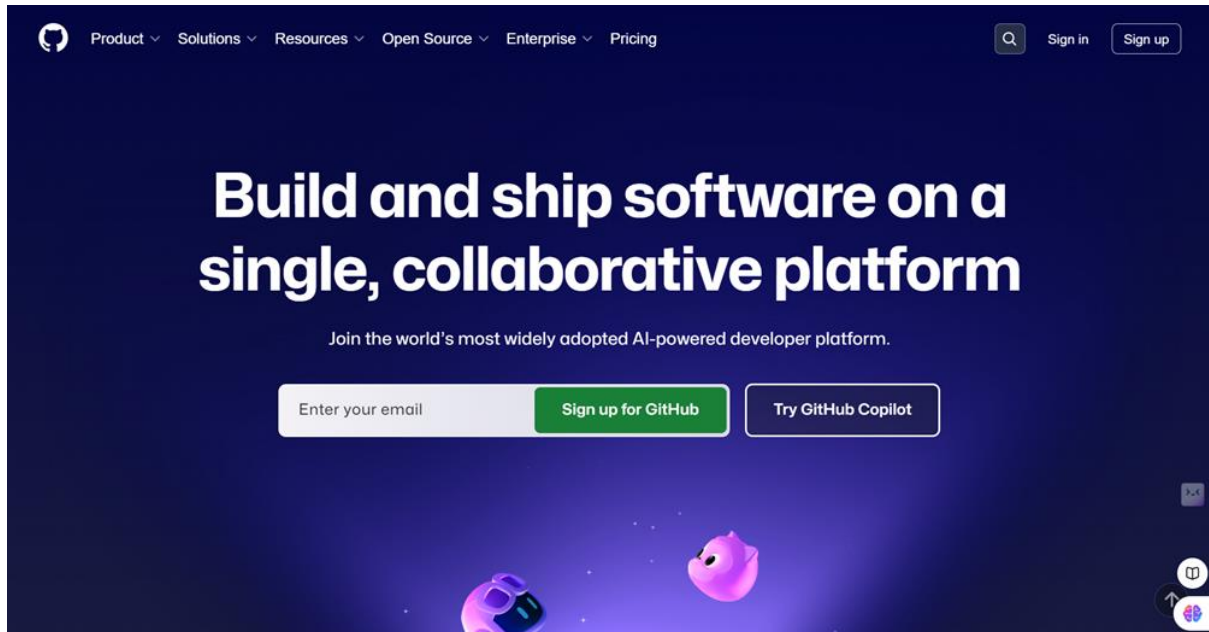 Product Solutions Resources Open Source Enterprise Pricing Sign in Sign up
Build and ship software on a
single, collaborative platform
Join the world's most widely adopted AI-powered developer platform.
Enter your email Sign up for GitHub Try GitHub Copilot